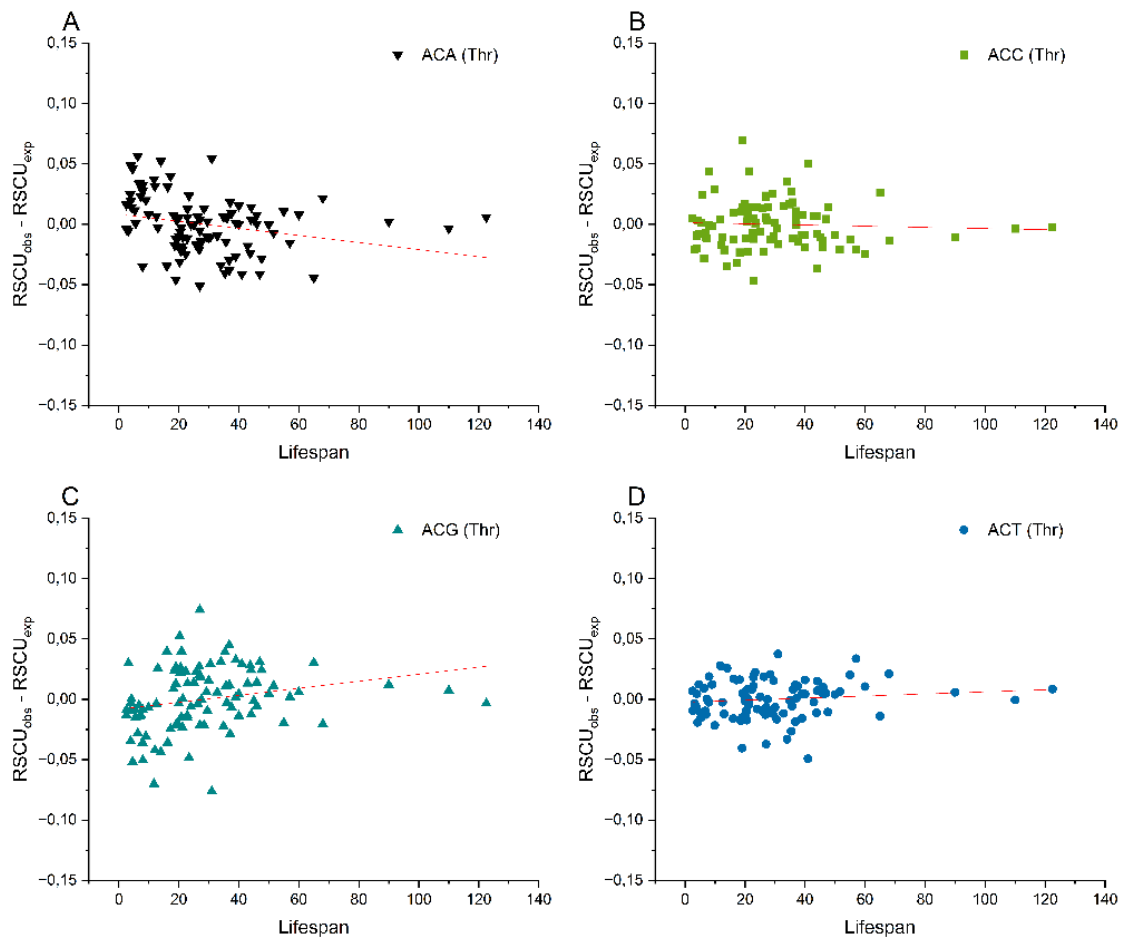 A
ACA (Thr)
0,15
0,10
0,05
0,00
−0,05
−0,10
−0,15
RSCUobs - RSCUexp
0 20 40 60 80 100 120 140
Lifespan
B
ACC (Thr)
0,15
0,10
0,05
0,00
−0,05
−0,10
−0,15
RSCUobs - RSCUexp
0 20 40 60 80 100 120 140
Lifespan
C
ACG (Thr)
0,15
0,10
0,05
0,00
−0,05
−0,10
−0,15
RSCUobs - RSCUexp
0 20 40 60 80 100 120 140
Lifespan
D
ACT (Thr)
0,15
0,10
0,05
0,00
−0,05
−0,10
−0,15
RSCUobs - RSCUexp
0 20 40 60 80 100 120 140
Lifespan